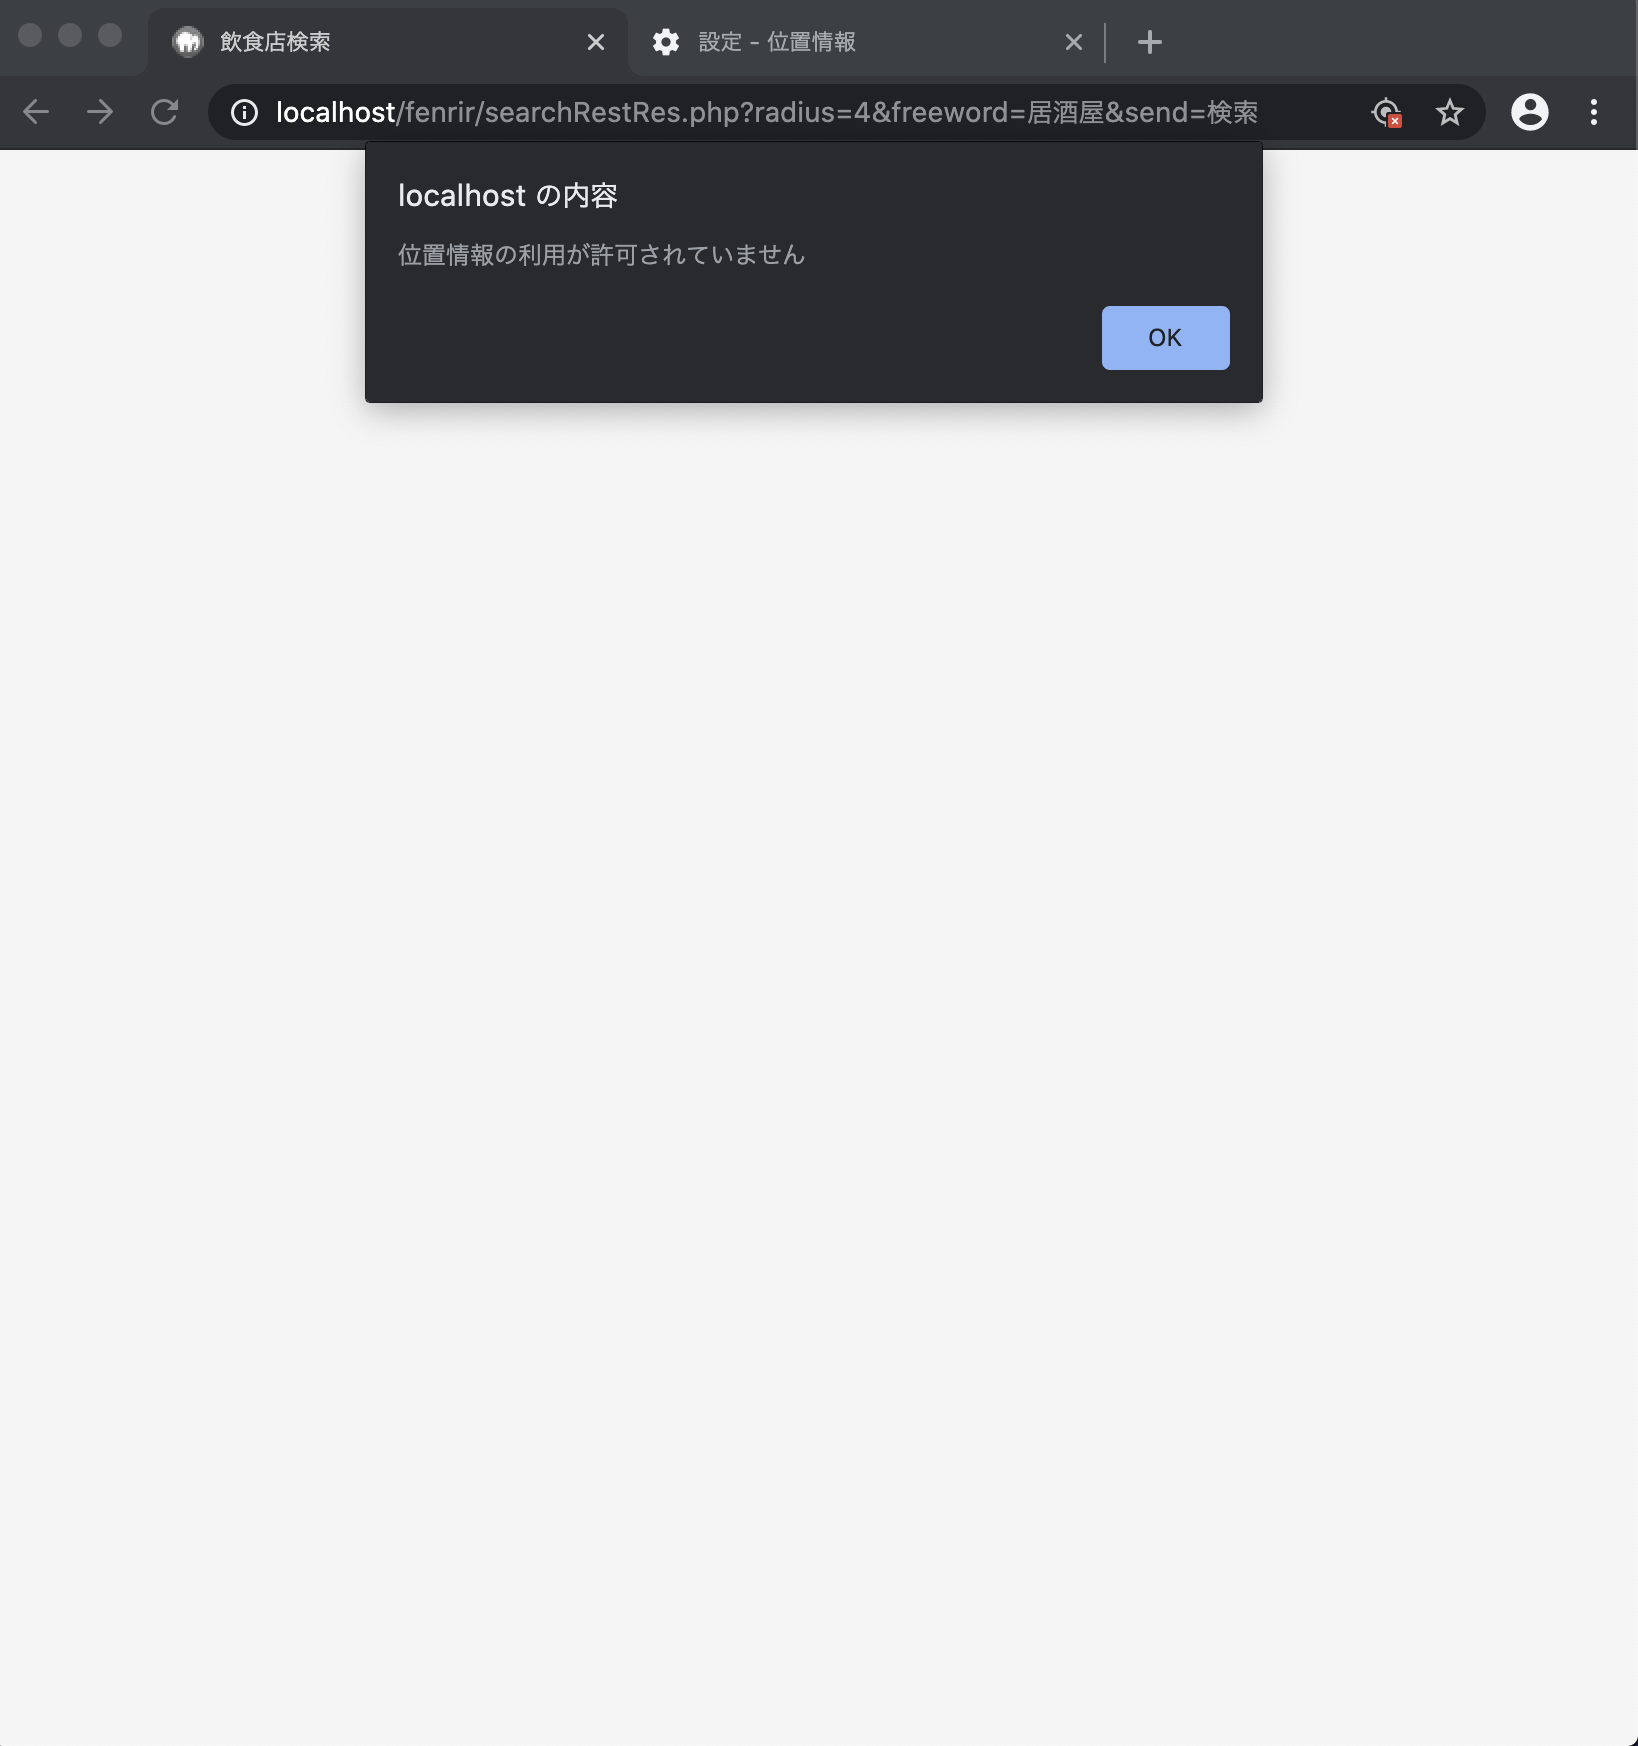 飲食店検索
設定 - 位置情報
localhost/fenrir/searchRestRes.php?radius=4&freeword=居酒屋&send=検索
localhost の内容
位置情報の利用が許可されていません
OK